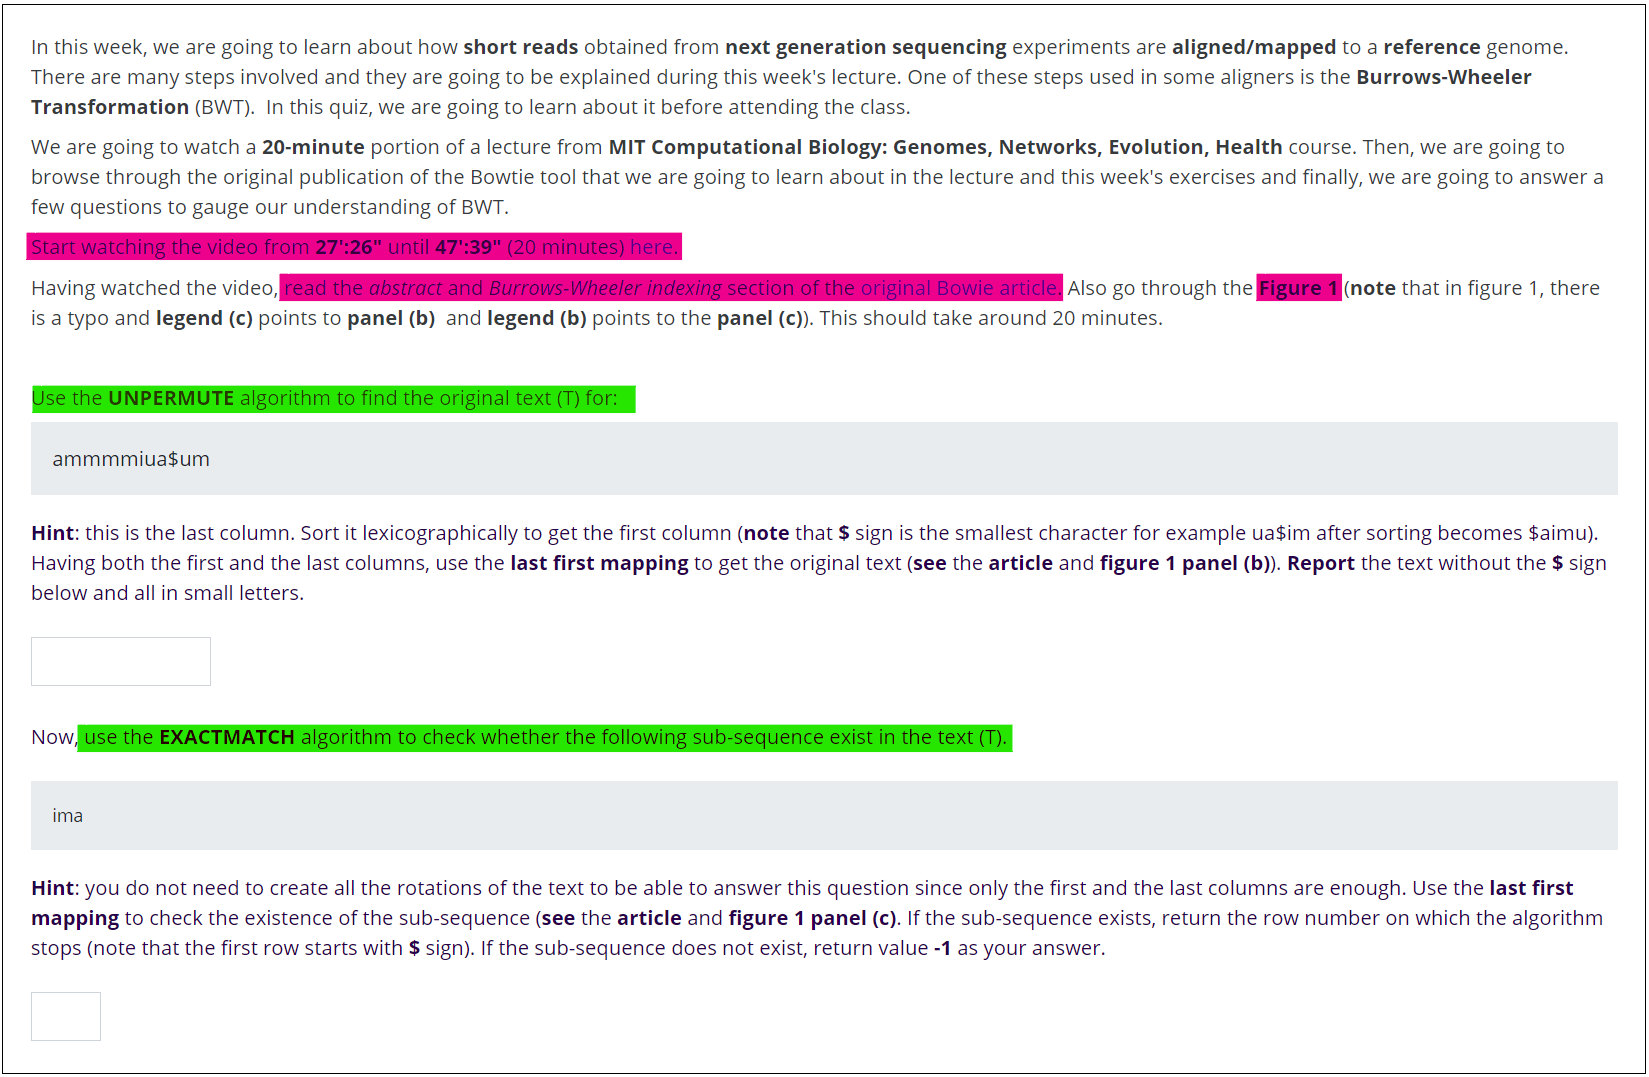 In this week, we are going to learn about how short reads obtained from next generation sequencing experiments are aligned/mapped to a reference genome.
There are many steps involved and they are going to be explained during this week's lecture. One of these steps used in some aligners is the Burrows-Wheeler
Transformation (BWT).  In this quiz, we are going to learn about it before attending the class.
We are going to watch a 20-minute portion of a lecture from MIT Computational Biology: Genomes, Networks, Evolution, Health course. Then, we are going to
browse through the original publication of the Bowtie tool that we are going to learn about in the lecture and this week's exercises and finally, we are going to answer a
few questions to gauge our understanding of BWT.
Start watching the video from 27':26" until 47':39" (20 minutes) here.
Having watched the video, read the abstract and Burrows-Wheeler indexing section of the original Bowie article. Also go through the Figure 1 (note that in figure 1, there
is a typo and legend (c) points to panel (b)  and legend (b) points to the panel (c)). This should take around 20 minutes.
Use the UNPERMUTE algorithm to find the original text (T) for:
ammmmiua$um
Hint: this is the last column. Sort it lexicographically to get the first column (note that $ sign is the smallest character for example ua$im after sorting becomes $aimu).
Having both the first and the last columns, use the last first mapping to get the original text (see the article and figure 1 panel (b)). Report the text without the $ sign
below and all in small letters.
Now, use the EXACTMATCH algorithm to check whether the following sub-sequence exist in the text (T).
ima
Hint: you do not need to create all the rotations of the text to be able to answer this question since only the first and the last columns are enough. Use the last first
mapping to check the existence of the sub-sequence (see the article and figure 1 panel (c). If the sub-sequence exists, return the row number on which the algorithm
stops (note that the first row starts with $ sign). If the sub-sequence does not exist, return value -1 as your answer.